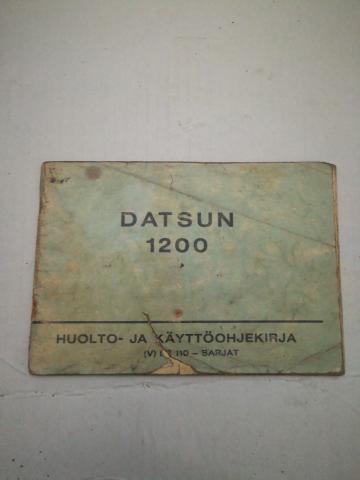 DATSUN
1200
HUOLTO- JA KÄYTTÖOHJEKIRJA
(V) 110 - SARJAT